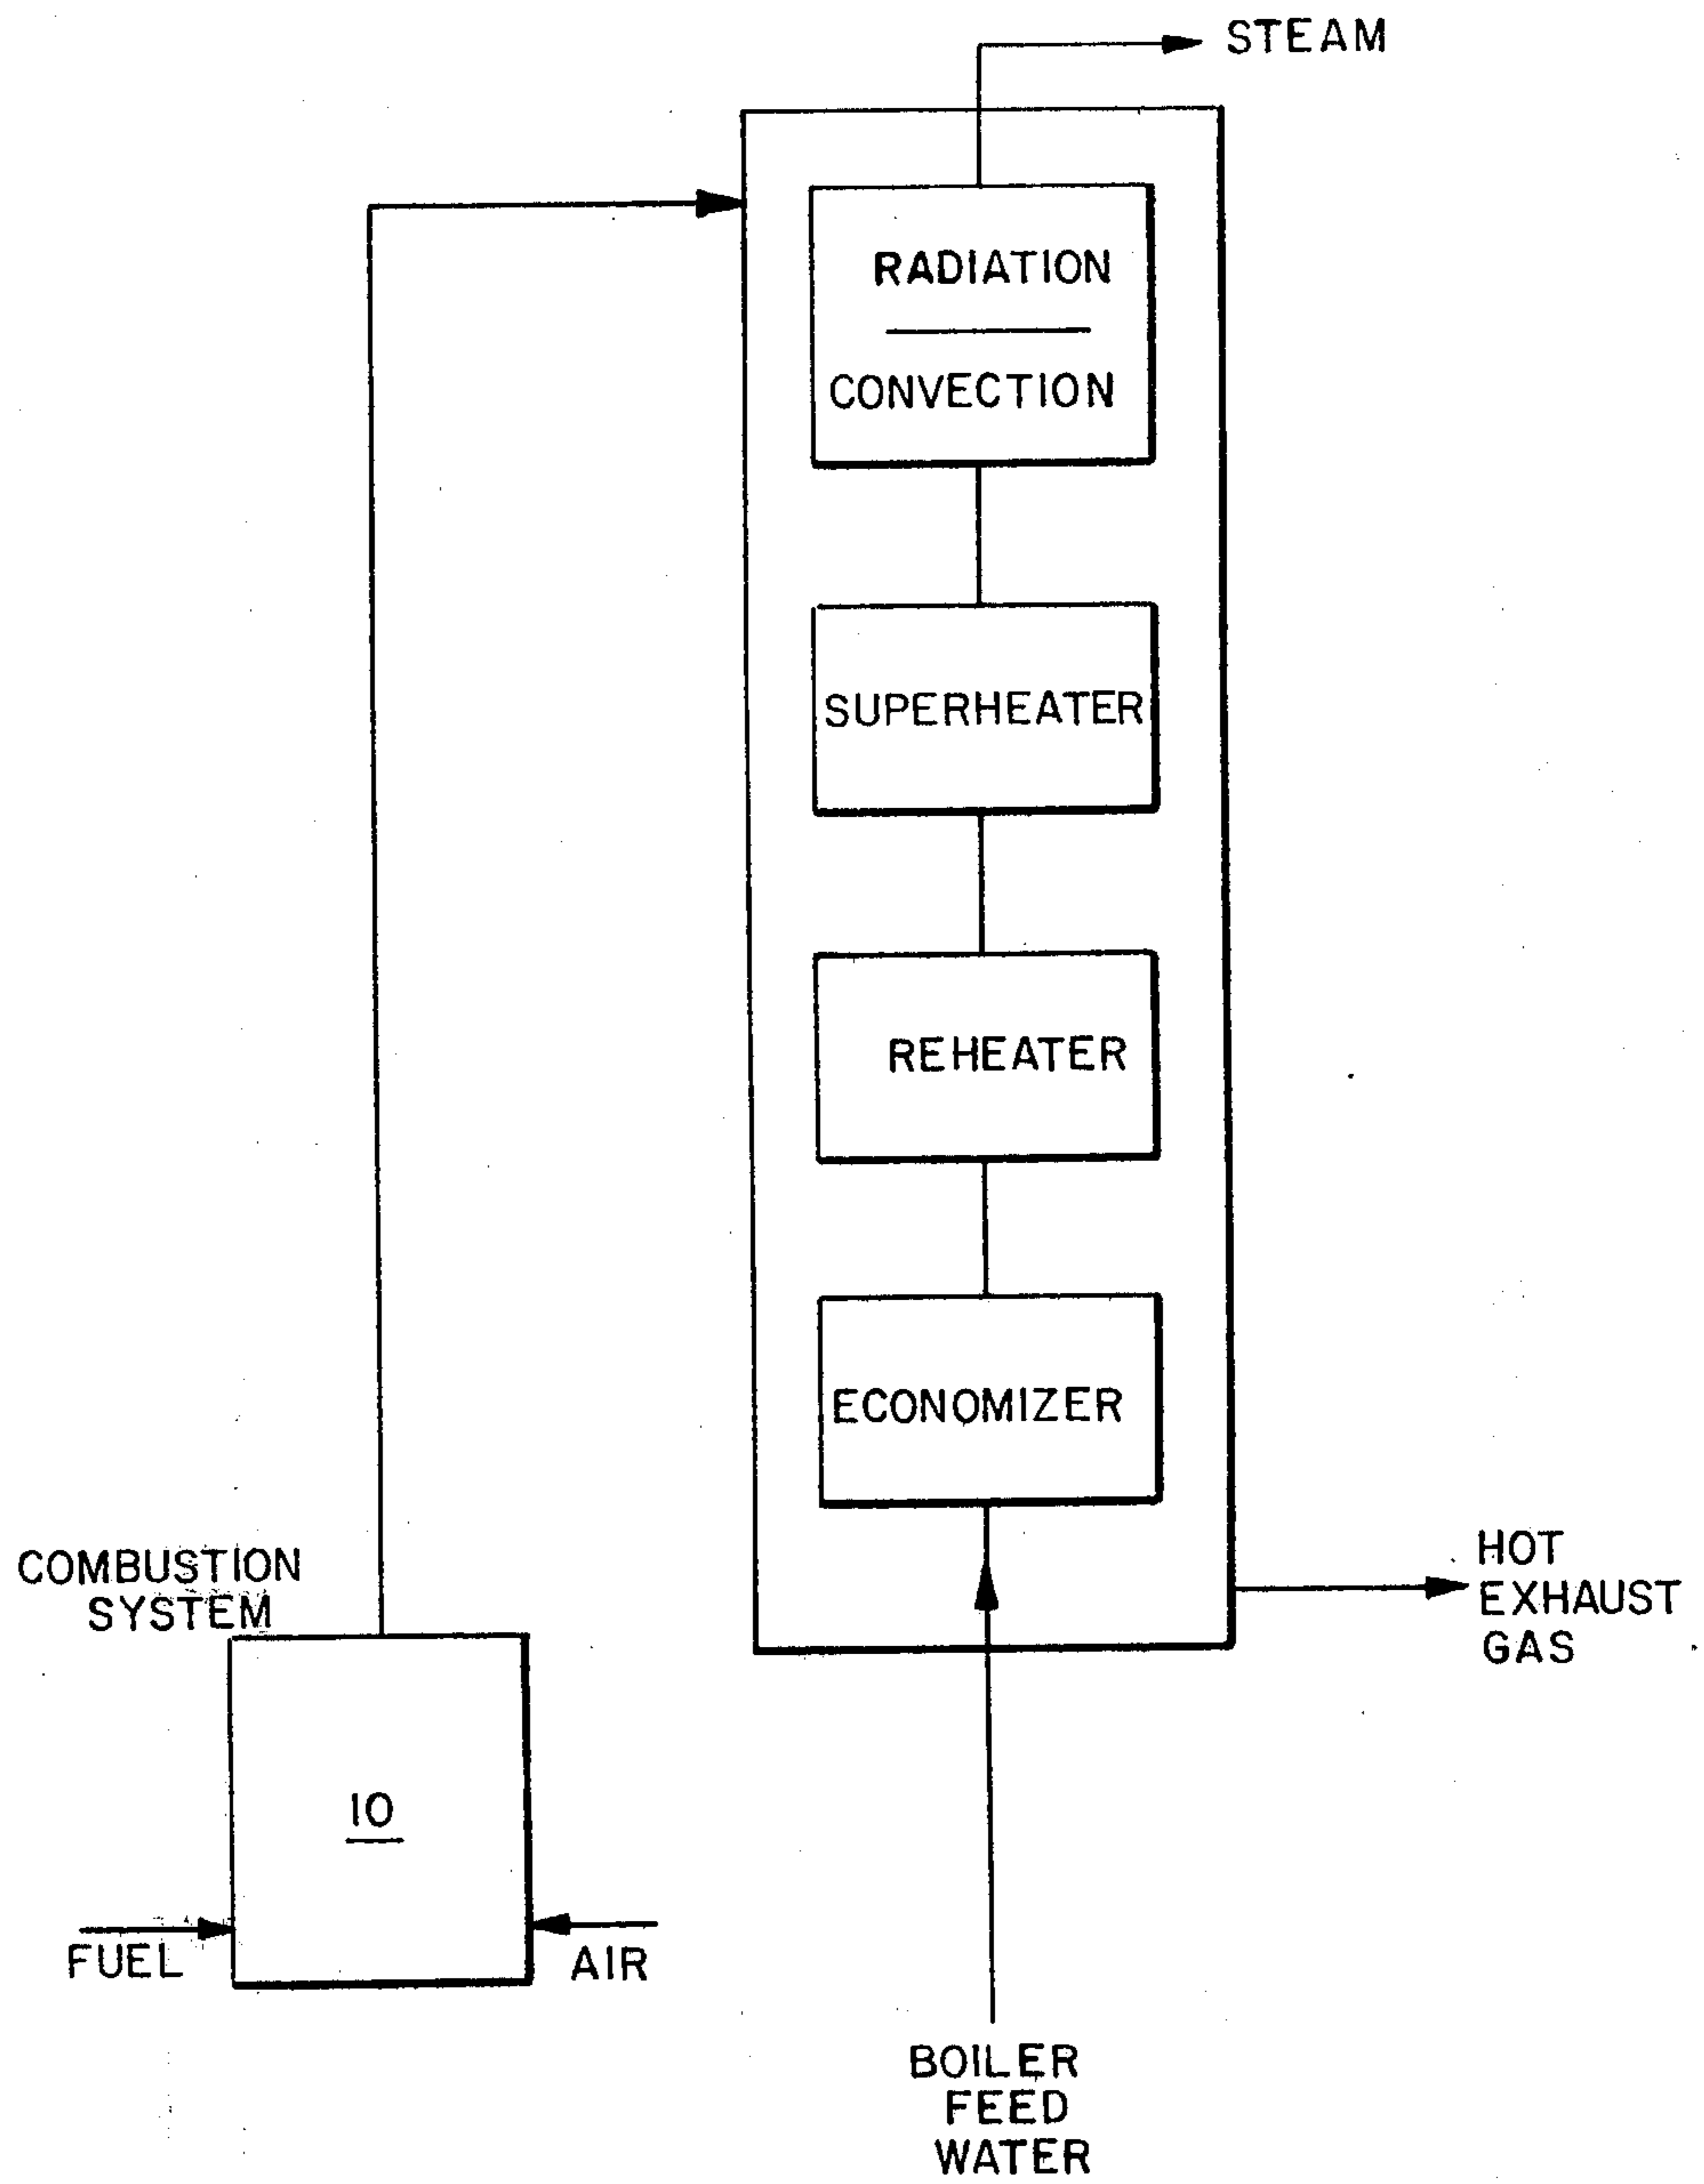 STEAM
RADIATION
CONVECTION
SUPERHEATER
REHEATER
ECONOMIZER
COMBUSTION
SYSTEM
HOT
EXHAUST
GAS
10
FUEL
AIR
BOILER
FEED
WATER